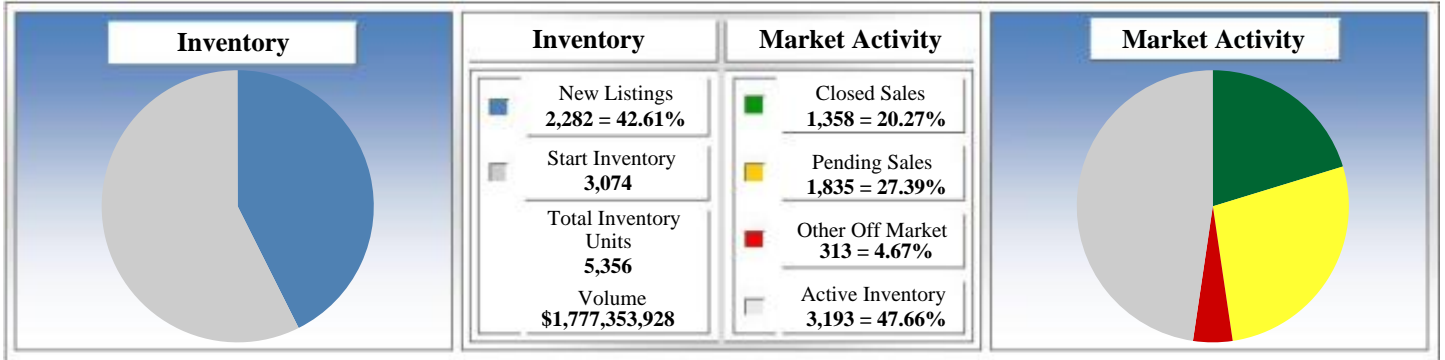 Inventory
Inventory
Market Activity
Market Activity
New Listings
2,282 = 42.61%
Start Inventory
3,074
Total Inventory
Units
5,356
Volume
$1,777,353,928
Closed Sales
1,358 = 20.27%
Pending Sales
1,835 = 27.39%
Other Off Market
313 = 4.67%
Active Inventory
3,193 = 47.66%